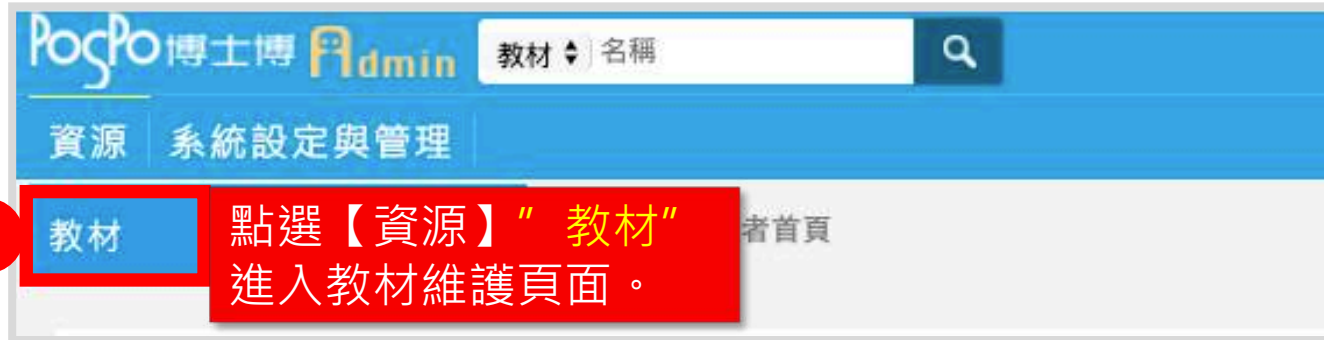 PosPo博士博 Admin 教材 名稱
資源 系統設定與管理
教材
點選【資源】”教材”
進入教材維護頁面。
者首頁